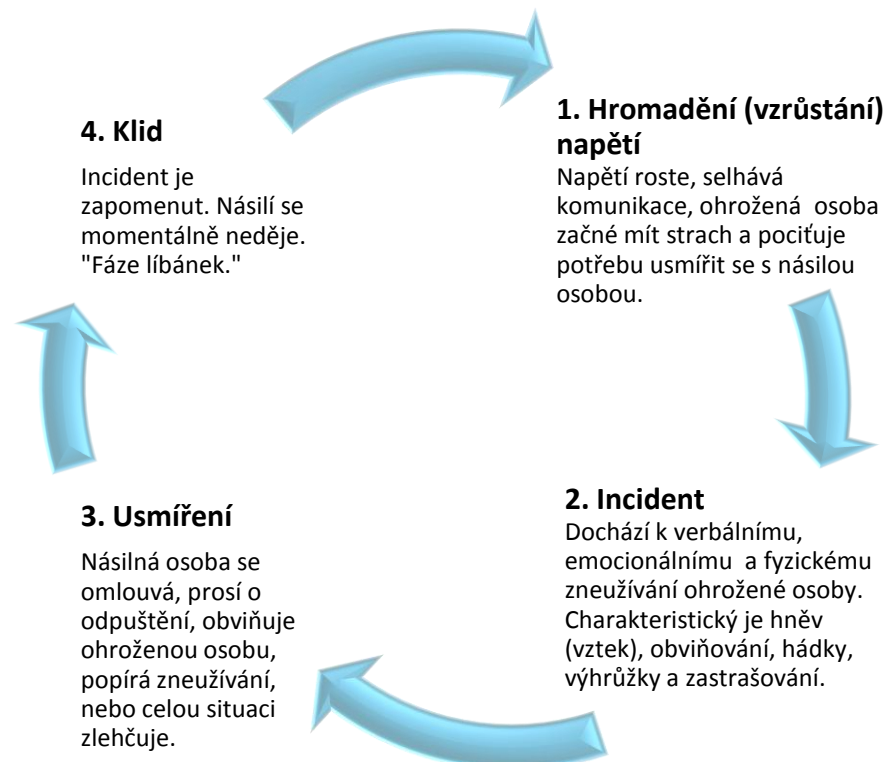 1. Hromadění (vzrůstání)
napětí
Napětí roste, selhává
komunikace, ohrožená  osoba
začné mít strach a pociťuje
potřebu usmířit se s násilou
osobou.
2. Incident
Dochází k verbálnímu,
emocionálnímu  a fyzickému
zneužívání ohrožené osoby.
Charakteristický je hněv
(vztek), obviňování, hádky,
výhrůžky a zastrašování.
3. Usmíření
Násilná osoba se
omlouvá, prosí o
odpuštění, obviňuje
ohroženou osobu,
popírá zneužívání,
nebo celou situaci
zlehčuje.
4. Klid
Incident je
zapomenut. Násilí se
momentálně neděje.
"Fáze líbánek."